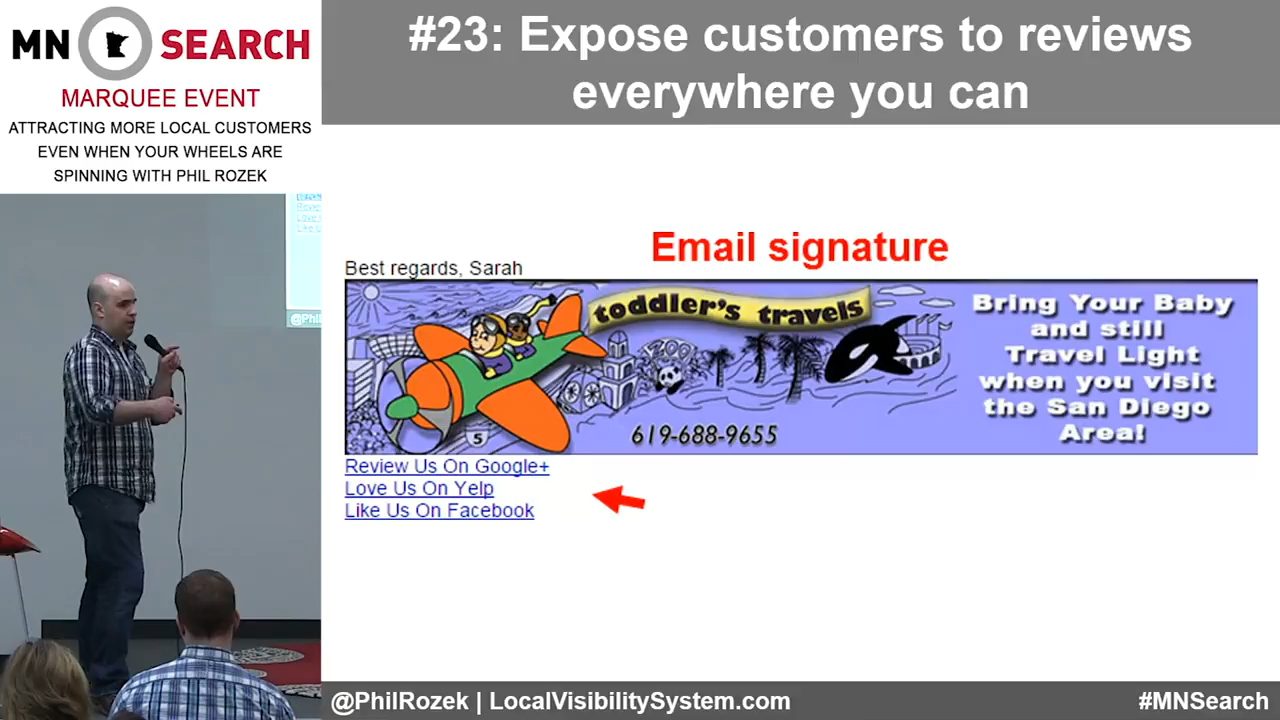 MN SEARCH
MARQUEE EVENT
ATTRACTING MORE LOCAL CUSTOMERS
EVEN WHEN YOUR WHEELS ARE
SPINNING WITH PHIL ROZEK
#23: Expose customers to reviews
everywhere you can
Email signature
Best regards, Sarah
toddler's travels
ZOO
5
619-688-9655
Bring Your Baby
and still
Travel Light
when you visit
the San Diego
Area!
Review Us On Google+
Love Us On Yelp
Like Us On Facebook
@PhilRozek | LocalVisibilitySystem.com
#MNSearch